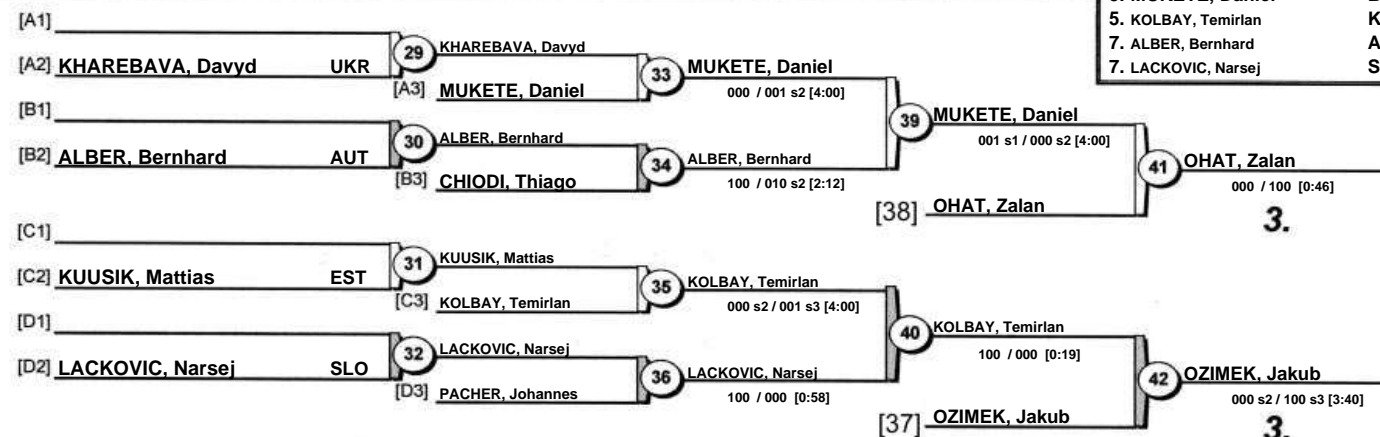 5. KOLBAY, Temirlan K
7. ALBER, Bernhard A
7. LACKOVIC, Narsej S
[A1]
[A2] KHAREBAVA, Davyd UKR
29
KHAREBAVA, Davyd
[A3] MUKETE, Daniel
33
MUKETE, Daniel
000 / 001 s2 [4:00]
[B1]
[B2] ALBER, Bernhard AUT
30
ALBER, Bernhard
[B3] CHIODI, Thiago
34
ALBER, Bernhard
100 / 010 s2 [2:12]
39
MUKETE, Daniel
001 s1 / 000 s2 [4:00]
[38] OHAT, Zalan
41
OHAT, Zalan
000 / 100 [0:46]
3.
[C1]
[C2] KUUSIK, Mattias EST
31
KUUSIK, Mattias
[C3] KOLBAY, Temirlan
35
KOLBAY, Temirlan
000 s2 / 001 s3 [4:00]
[D1]
[D2] LACKOVIC, Narsej SLO
32
LACKOVIC, Narsej
[D3] PACHER, Johannes
36
LACKOVIC, Narsej
100 / 000 [0:58]
40
KOLBAY, Temirlan
100 / 000 [0:19]
[37] OZIMEK, Jakub
42
OZIMEK, Jakub
000 s2 / 100 s3 [3:40]
3.